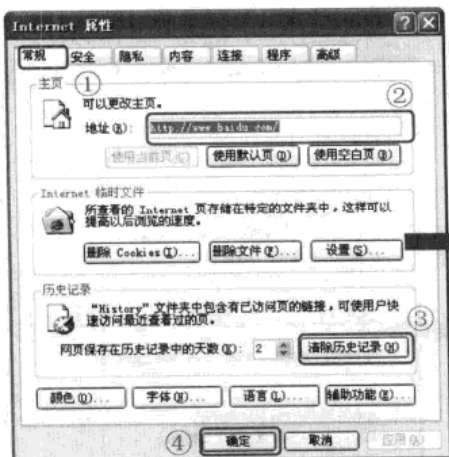 Internet 属性
常规 安全 隐私 内容 连接 程序 高级
主页 ①
可以更改主页。 ②
地址(R): http://www.baidu.com/
使用当前页(C) 使用默认页(D) 使用空白页(B)
Internet 临时文件
所查看的 Internet 页存储在特定的文件夹中，这样可以
提高以后浏览的速度。
删除 Cookies(I)... 删除文件(F)... 设置(S)...
历史记录
“History”文件夹中包含有已访问页的链接，可使用户快
速访问最近查看过的页。 ③
网页保存在历史记录中的天数(K): 2 清除历史记录(H)
颜色(O)... 字体(N)... 语言(L)... 辅助功能(E)...
④ 确定 取消 应用(A)